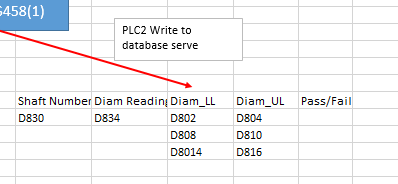 $458(1)
PLC2 Write to
database serve
Shaft Number Diam Reading Diam_LL Diam_UL Pass/Fail
D830 D834 D802 D804
D808 D810
D8014 D816